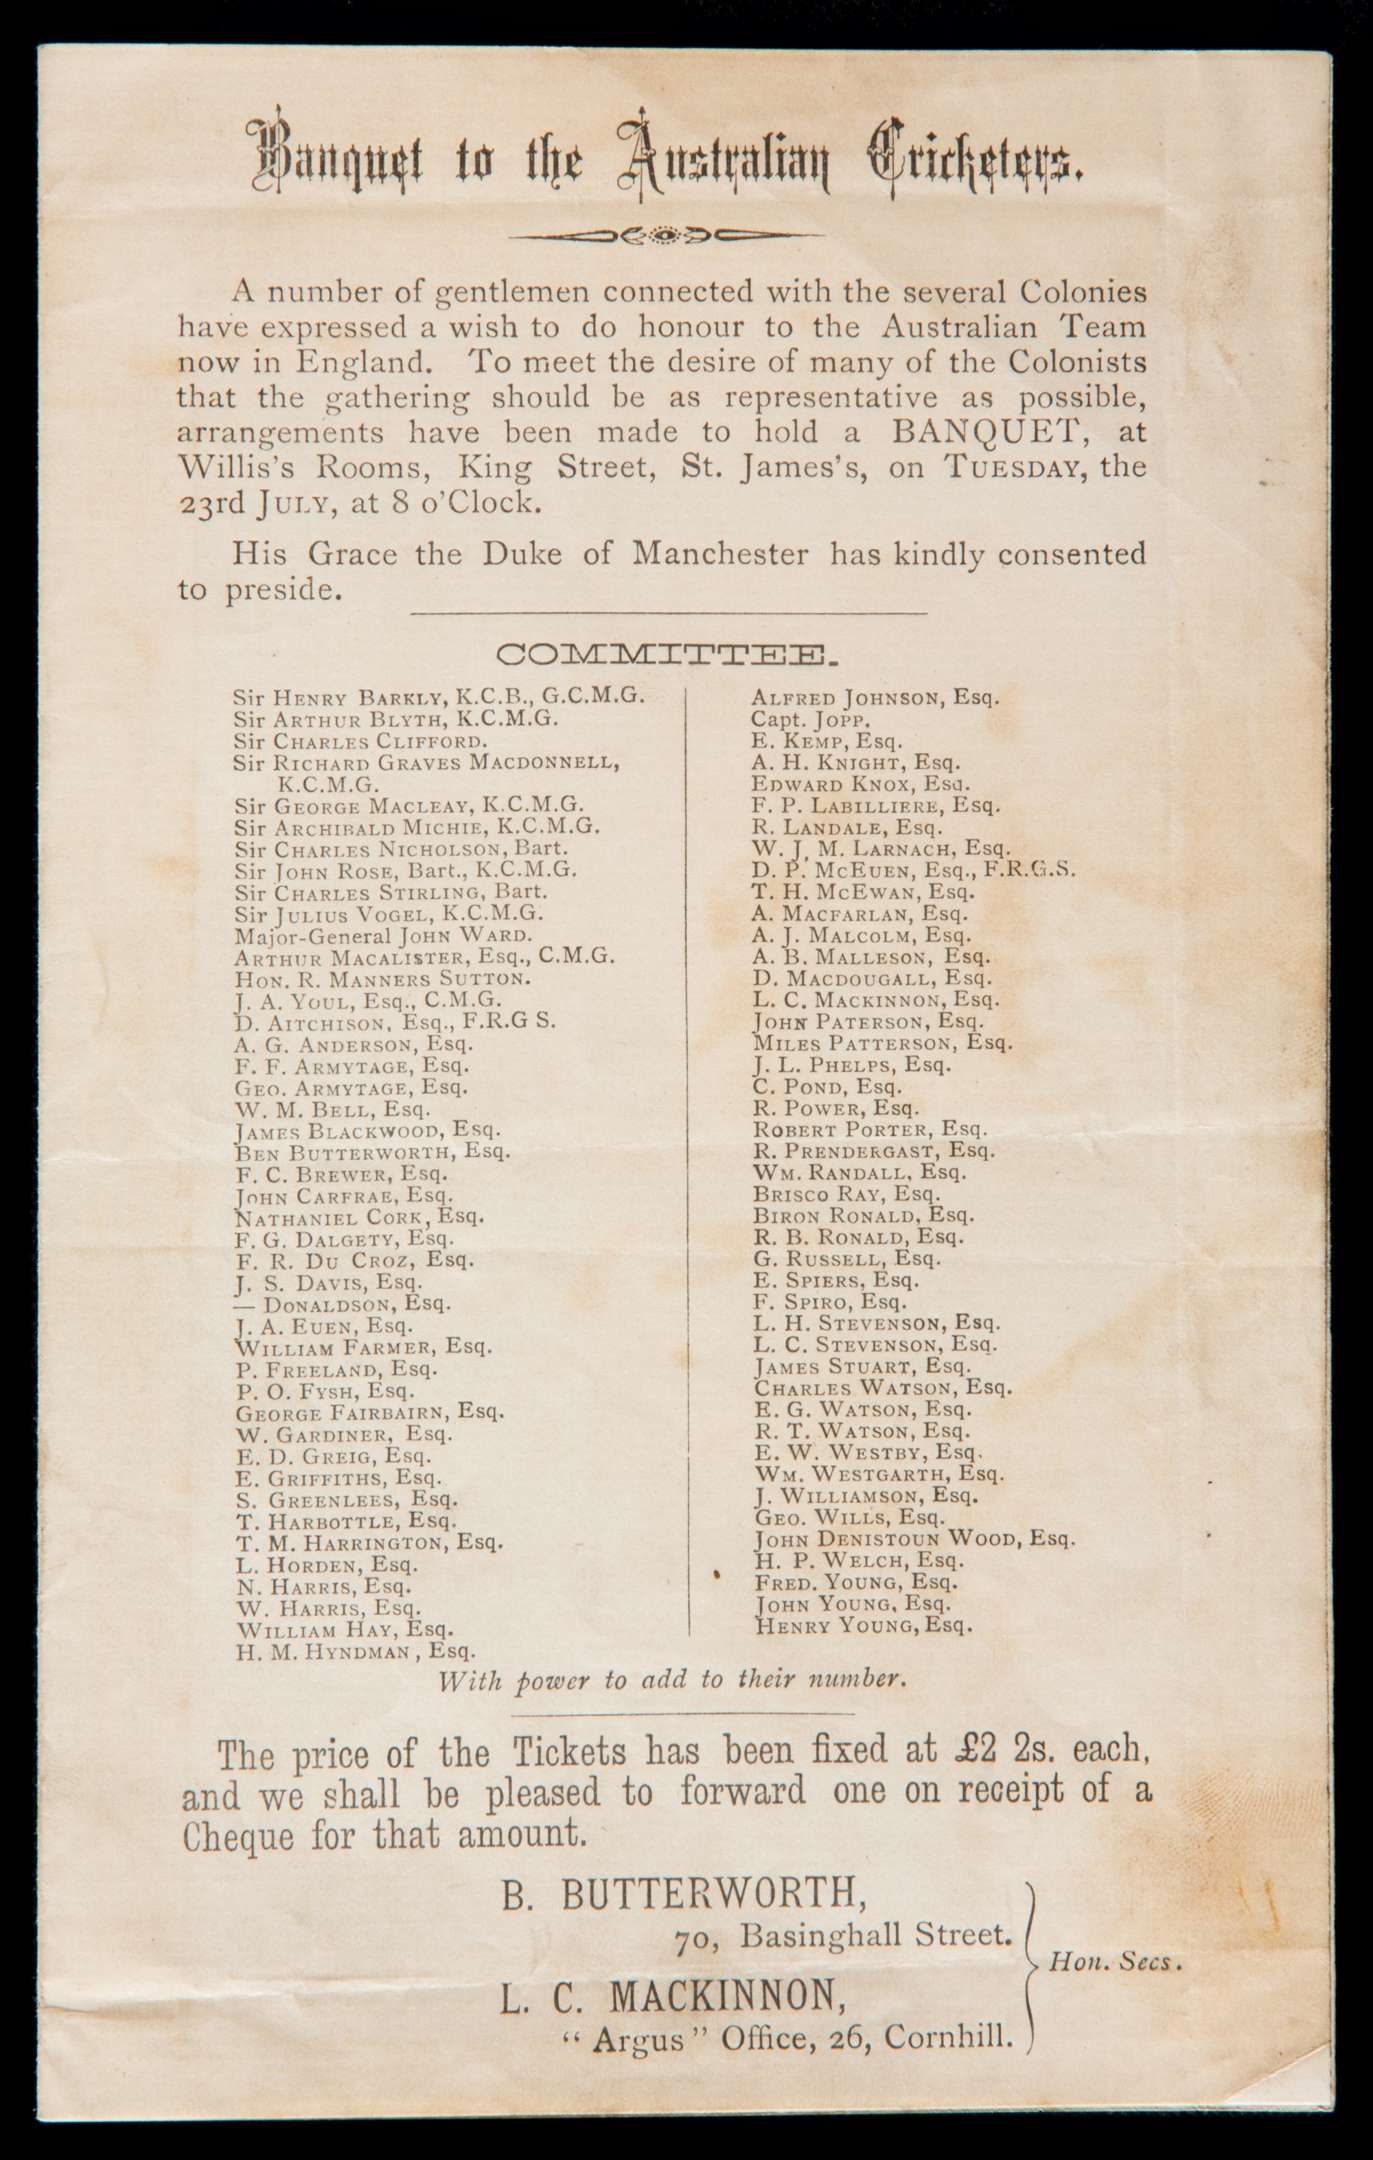 Banquet to the Australian Cricketers.
A number of gentlemen connected with the several Colonies
have expressed a wish to do honour to the Australian Team
now in England. To meet the desire of many of the Colonists
that the gathering should be as representative as possible,
arrangements have been made to hold a BANQUET, at
Willis's Rooms, King Street, St. James's, on TUESDAY, the
23rd JULY, at 8 o'Clock.
His Grace the Duke of Manchester has kindly consented
to preside.
COMMITTEE.
Sir HENRY BARKLY, K.C.B., G.C.M.G.
Sir ARTHUR BLYTH, K.C.M.G.
Sir CHARLES CLIFFORD.
Sir RICHARD GRAVES MACDONNELL,
K.C.M.G.
Sir GEORGE MACLEAY, K.C.M.G.
Sir ARCHIBALD MICHIE, K.C.M.G.
Sir CHARLES NICHOLSON, Bart.
Sir JOHN ROSE, Bart., K.C.M.G.
Sir CHARLES STIRLING, Bart.
Sir JULIUS VOGEL, K.C.M.G.
Major-General JOHN WARD.
ARTHUR MACALISTER, Esq., C.M.G.
HON. R. MANNERS SUTTON.
J. A. YOUL, Esq., C.M.G.
D. AITCHISON, Esq., F.R.G S.
A. G. ANDERSON, Esq.
F. F. ARMYTAGE, Esq.
GEO. ARMYTAGE, Esq.
W. M. BELL, Esq.
JAMES BLACKWOOD, Esq.
BEN BUTTERWORTH, Esq.
F. C. BREWER, Esq.
JOHN CARFRAE, Esq.
NATHANIEL CORK, Esq.
F. G. DALGETY, Esq.
F. R. DU CROZ, Esq.
J. S. DAVIS, Esq.
— DONALDSON, Esq.
J. A. EUEN, Esq.
WILLIAM FARMER, Esq.
P. FREELAND, Esq.
P. O. FYSH, Esq.
GEORGE FAIRBAIRN, Esq.
W. GARDINER, Esq.
E. D. GREIG, Esq.
E. GRIFFITHS, Esq.
S. GREENLEES, Esq.
T. HARBOTTLE, Esq.
T. M. HARRINGTON, Esq.
L. HORDEN, Esq.
N. HARRIS, Esq.
W. HARRIS, Esq.
WILLIAM HAY, Esq.
H. M. HYNDMAN, Esq.
ALFRED JOHNSON, Esq.
Capt. JOPP.
E. KEMP, Esq.
A. H. KNIGHT, Esq.
EDWARD KNOX, Esq.
F. P. LABILLIERE, Esq.
R. LANDALE, Esq.
W. J. M. LARNACH, Esq.
D. P. MCEUEN, Esq., F.R.G.S.
T. H. MCEWAN, Esq.
A. MACFARLAN, Esq.
A. J. MALCOLM, Esq.
A. B. MALLESON, Esq.
D. MACDOUGALL, Esq.
L. C. MACKINNON, Esq.
JOHN PATERSON, Esq.
MILES PATTERSON, Esq.
J. L. PHELPS, Esq.
C. POND, Esq.
R. POWER, Esq.
ROBERT PORTER, Esq.
R. PRENDERGAST, Esq.
WM. RANDALL, Esq.
BRISCO RAY, Esq.
BIRON RONALD, Esq.
R. B. RONALD, Esq.
G. RUSSELL, Esq.
E. SPIERS, Esq.
F. SPIRO, Esq.
L. H. STEVENSON, Esq.
L. C. STEVENSON, Esq.
JAMES STUART, Esq.
CHARLES WATSON, Esq.
E. G. WATSON, Esq.
R. T. WATSON, Esq.
E. W. WESTBY, Esq.
WM. WESTGARTH, Esq.
J. WILLIAMSON, Esq.
GEO. WILLS, Esq.
JOHN DENISTOUN WOOD, Esq.
H. P. WELCH, Esq.
FRED. YOUNG, Esq.
JOHN YOUNG, Esq.
HENRY YOUNG, Esq.
With power to add to their number.
The price of the Tickets has been fixed at £2 2s. each,
and we shall be pleased to forward one on receipt of a
Cheque for that amount.
B. BUTTERWORTH,
70, Basinghall Street.
L. C. MACKINNON,
"Argus" Office, 26, Cornhill.
Hon. Secs.